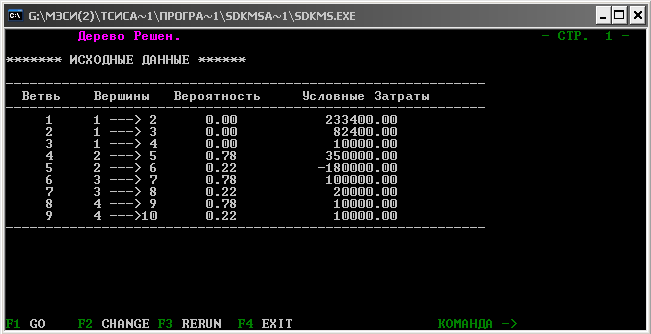 G:\МЭСИ(2)\ТСИСА~1\ПРОГРА~1\SDKMSA~1\SDKMS.EXE
Дерево Решен. - СТР. 1 -
******* ИСХОДНЫЕ ДАННЫЕ ******
Ветвь Вершины Вероятность Условные Затраты
1 1 ---> 2 0.00 233400.00
2 1 ---> 3 0.00 82400.00
3 1 ---> 4 0.00 10000.00
4 2 ---> 5 0.78 350000.00
5 2 ---> 6 0.22 -180000.00
6 3 ---> 7 0.78 100000.00
7 3 ---> 8 0.22 20000.00
8 4 ---> 9 0.78 10000.00
9 4 --->10 0.22 10000.00
F1 GO F2 CHANGE F3 RERUN F4 EXIT КОМАНДА ->